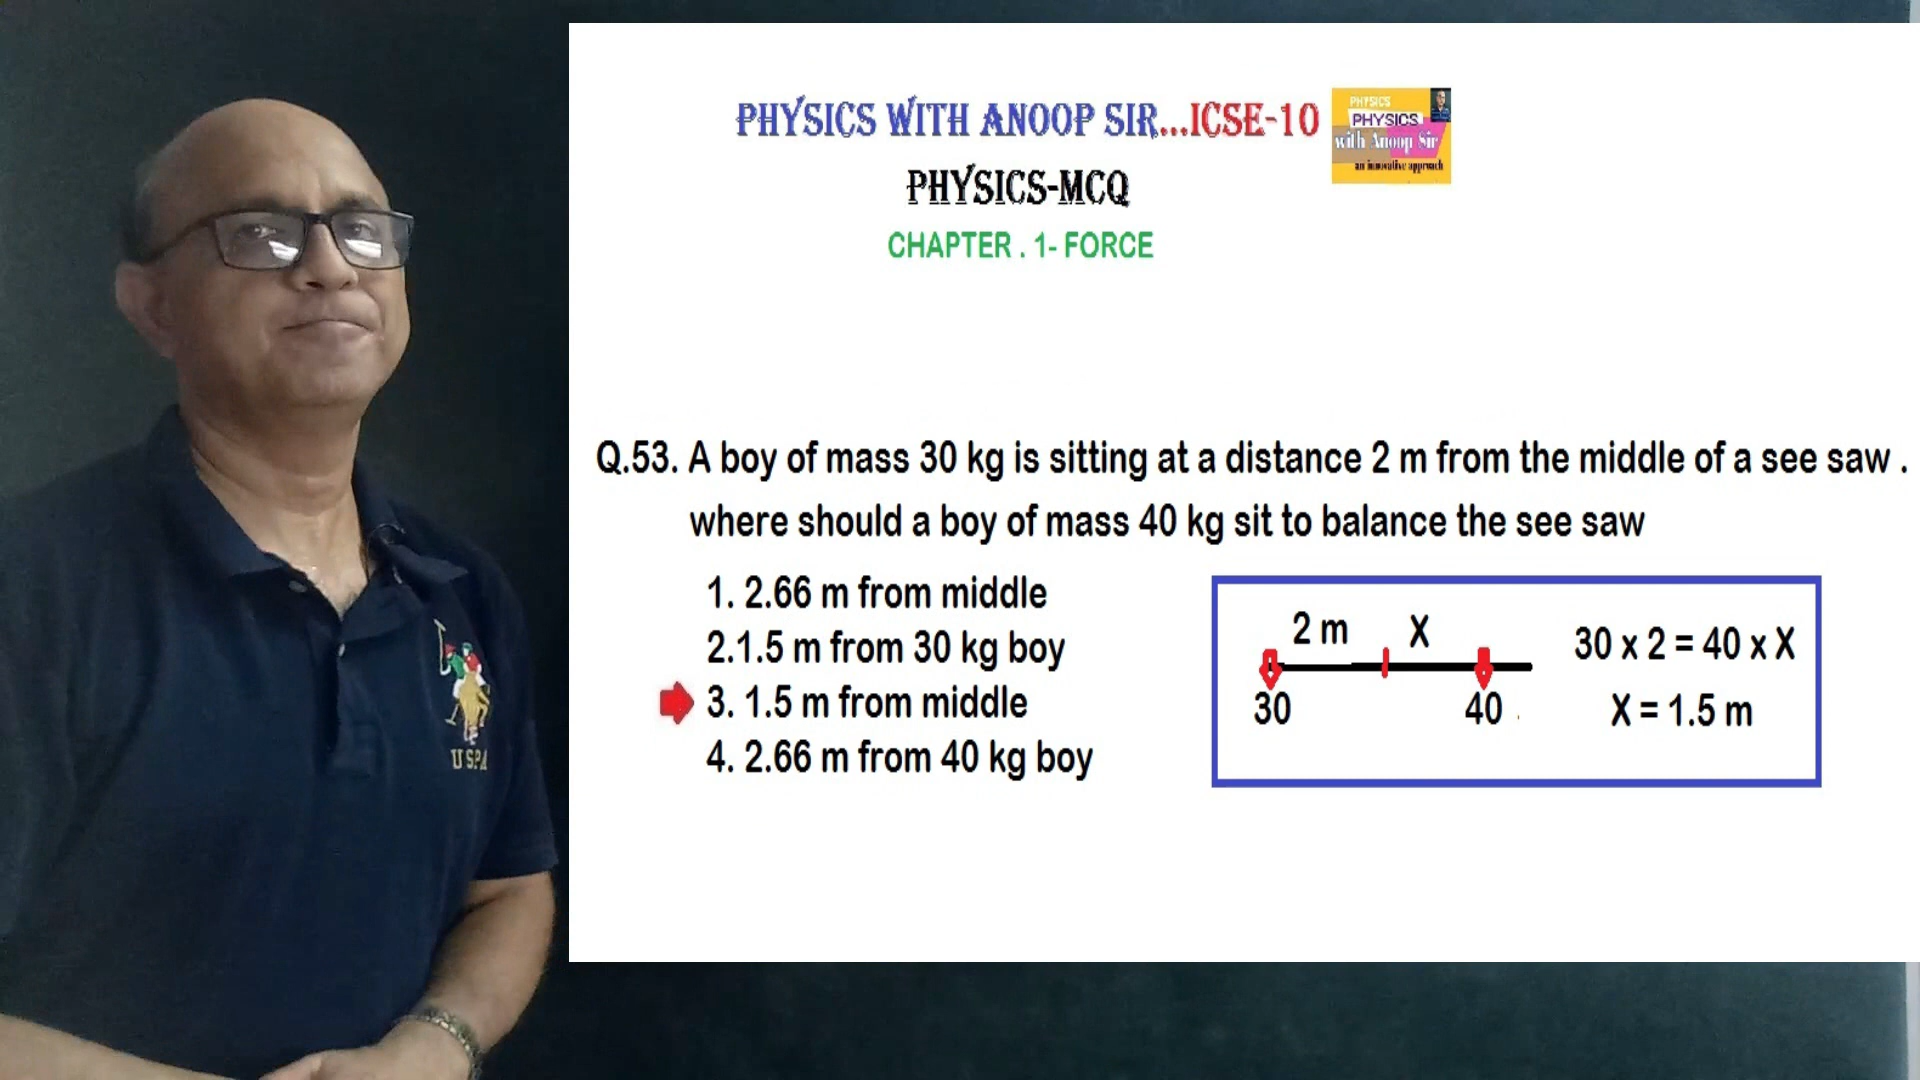 PHYSICS WITH ANOOP SIR...ICSE-10
PHYSICS
PHYSICS
with Anoop Sir
an innovative approach
PHYSICS-MCQ
CHAPTER . 1- FORCE
Q.53. A boy of mass 30 kg is sitting at a distance 2 m from the middle of a see saw .
where should a boy of mass 40 kg sit to balance the see saw
1. 2.66 m from middle
2.1.5 m from 30 kg boy
3. 1.5 m from middle
4. 2.66 m from 40 kg boy
2 m X
30 40
30 x 2 = 40 x X
X = 1.5 m